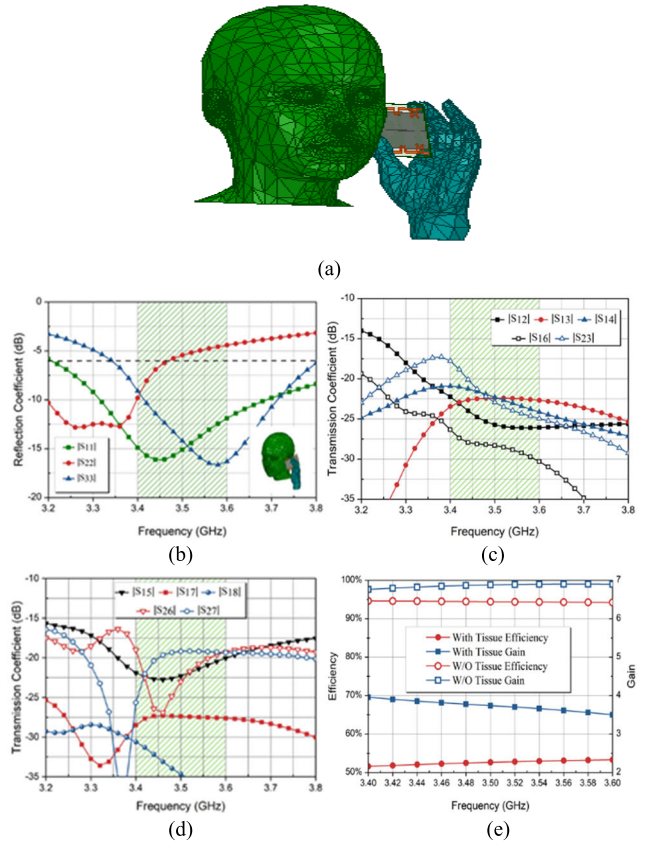 (a)
0
-5
-10
-15
-20
Reflection Coefficient (dB)
|S11|
|S22|
|S33|
3.2 3.3 3.4 3.5 3.6 3.7 3.8
Frequency (GHz)
(b)
-10
-15
-20
-25
-30
-35
Transmission Coefficient (dB)
|S12| |S13| |S14|
|S16| |S23|
3.2 3.3 3.4 3.5 3.6 3.7 3.8
Frequency (GHz)
(c)
-10
-15
-20
-25
-30
-35
Transmission Coefficient (dB)
|S15| |S17| |S18|
|S26| |S27|
3.2 3.3 3.4 3.5 3.6 3.7 3.8
Frequency (GHz)
(d)
100%
90%
80%
70%
60%
50%
Efficiency
With Tissue Efficiency
With Tissue Gain
W/O Tissue Efficiency
W/O Tissue Gain
7
6
5
4
3
2
Gain
3.40 3.42 3.44 3.46 3.48 3.50 3.52 3.54 3.56 3.58 3.60
Frequency (GHz)
(e)